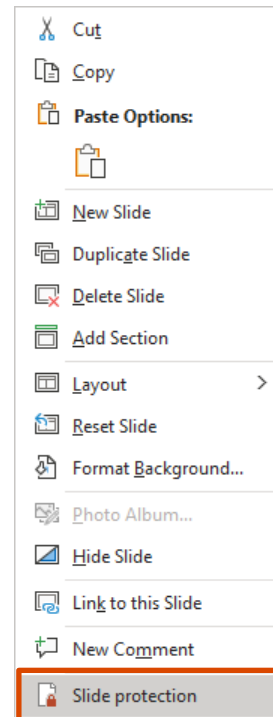 Cut
Copy
Paste Options:
New Slide
Duplicate Slide
Delete Slide
Add Section
Layout
Reset Slide
Format Background...
Photo Album...
Hide Slide
Link to this Slide
New Comment
Slide protection